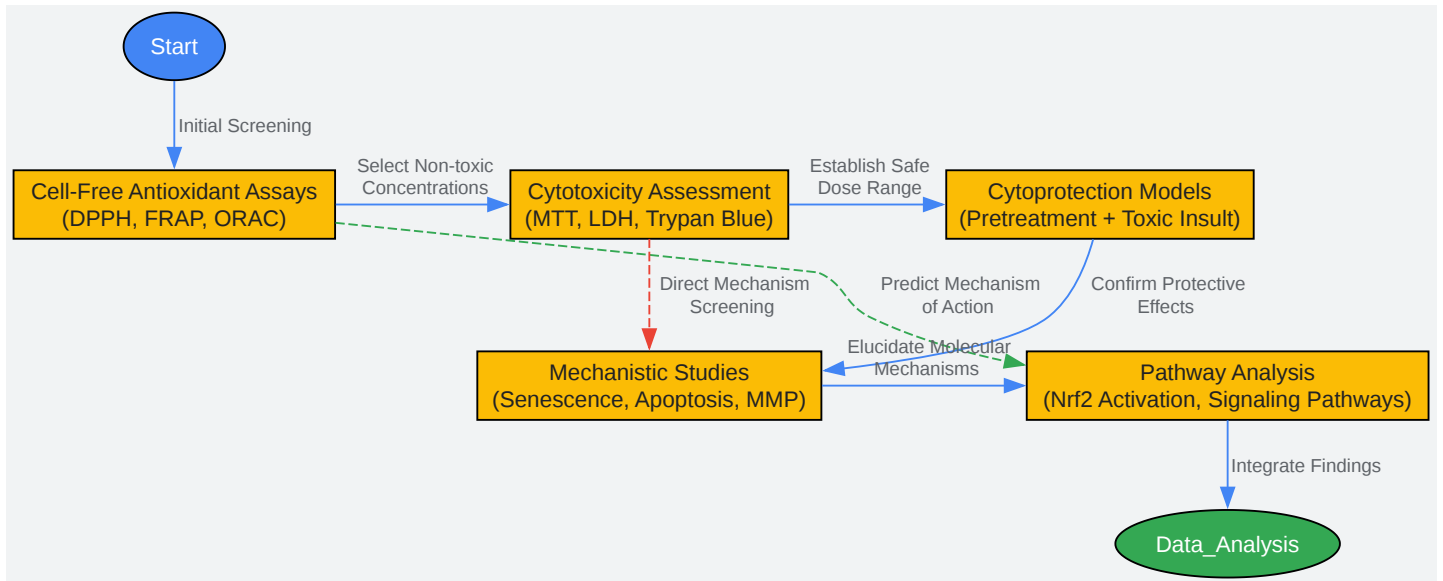 Start
Initial Screening
Cell-Free Antioxidant Assays
(DPPH, FRAP, ORAC)
Select Non-toxic
Concentrations
Cytotoxicity Assessment
(MTT, LDH, Trypan Blue)
Establish Safe
Dose Range
Cytoprotection Models
(Pretreatment + Toxic Insult)
Direct Mechanism
Screening
Predict Mechanism
of Action
Confirm Protective
Effects
Mechanistic Studies
(Senescence, Apoptosis, MMP)
Elucidate Molecular
Mechanisms
Pathway Analysis
(Nrf2 Activation, Signaling Pathways)
Integrate Findings
Data_Analysis